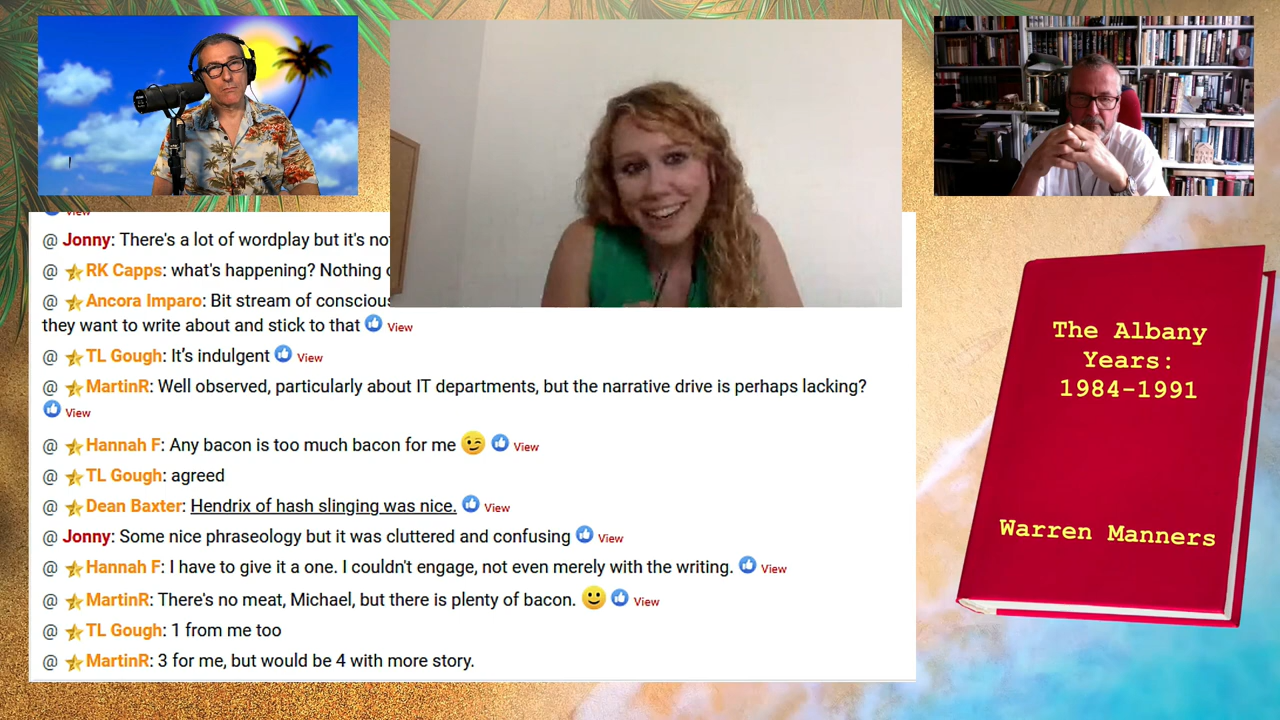 View
@ Jonny: There's a lot of wordplay but it's no
@ RK Capps: what's happening? Nothing
@ Ancora Imparo: Bit stream of conscious
they want to write about and stick to that View
@ TL Gough: It's indulgent View
@ MartinR: Well observed, particularly about IT departments, but the narrative drive is perhaps lacking?
View
@ Hannah F: Any bacon is too much bacon for me 😉 View
@ TL Gough: agreed
@ Dean Baxter: Hendrix of hash slinging was nice. View
@ Jonny: Some nice phraseology but it was cluttered and confusing View
@ Hannah F: I have to give it a one. I couldn't engage, not even merely with the writing. View
@ MartinR: There's no meat, Michael, but there is plenty of bacon. 🙂 View
@ TL Gough: 1 from me too
@ MartinR: 3 for me, but would be 4 with more story.
The Albany
Years:
1984-1991
Warren Manners